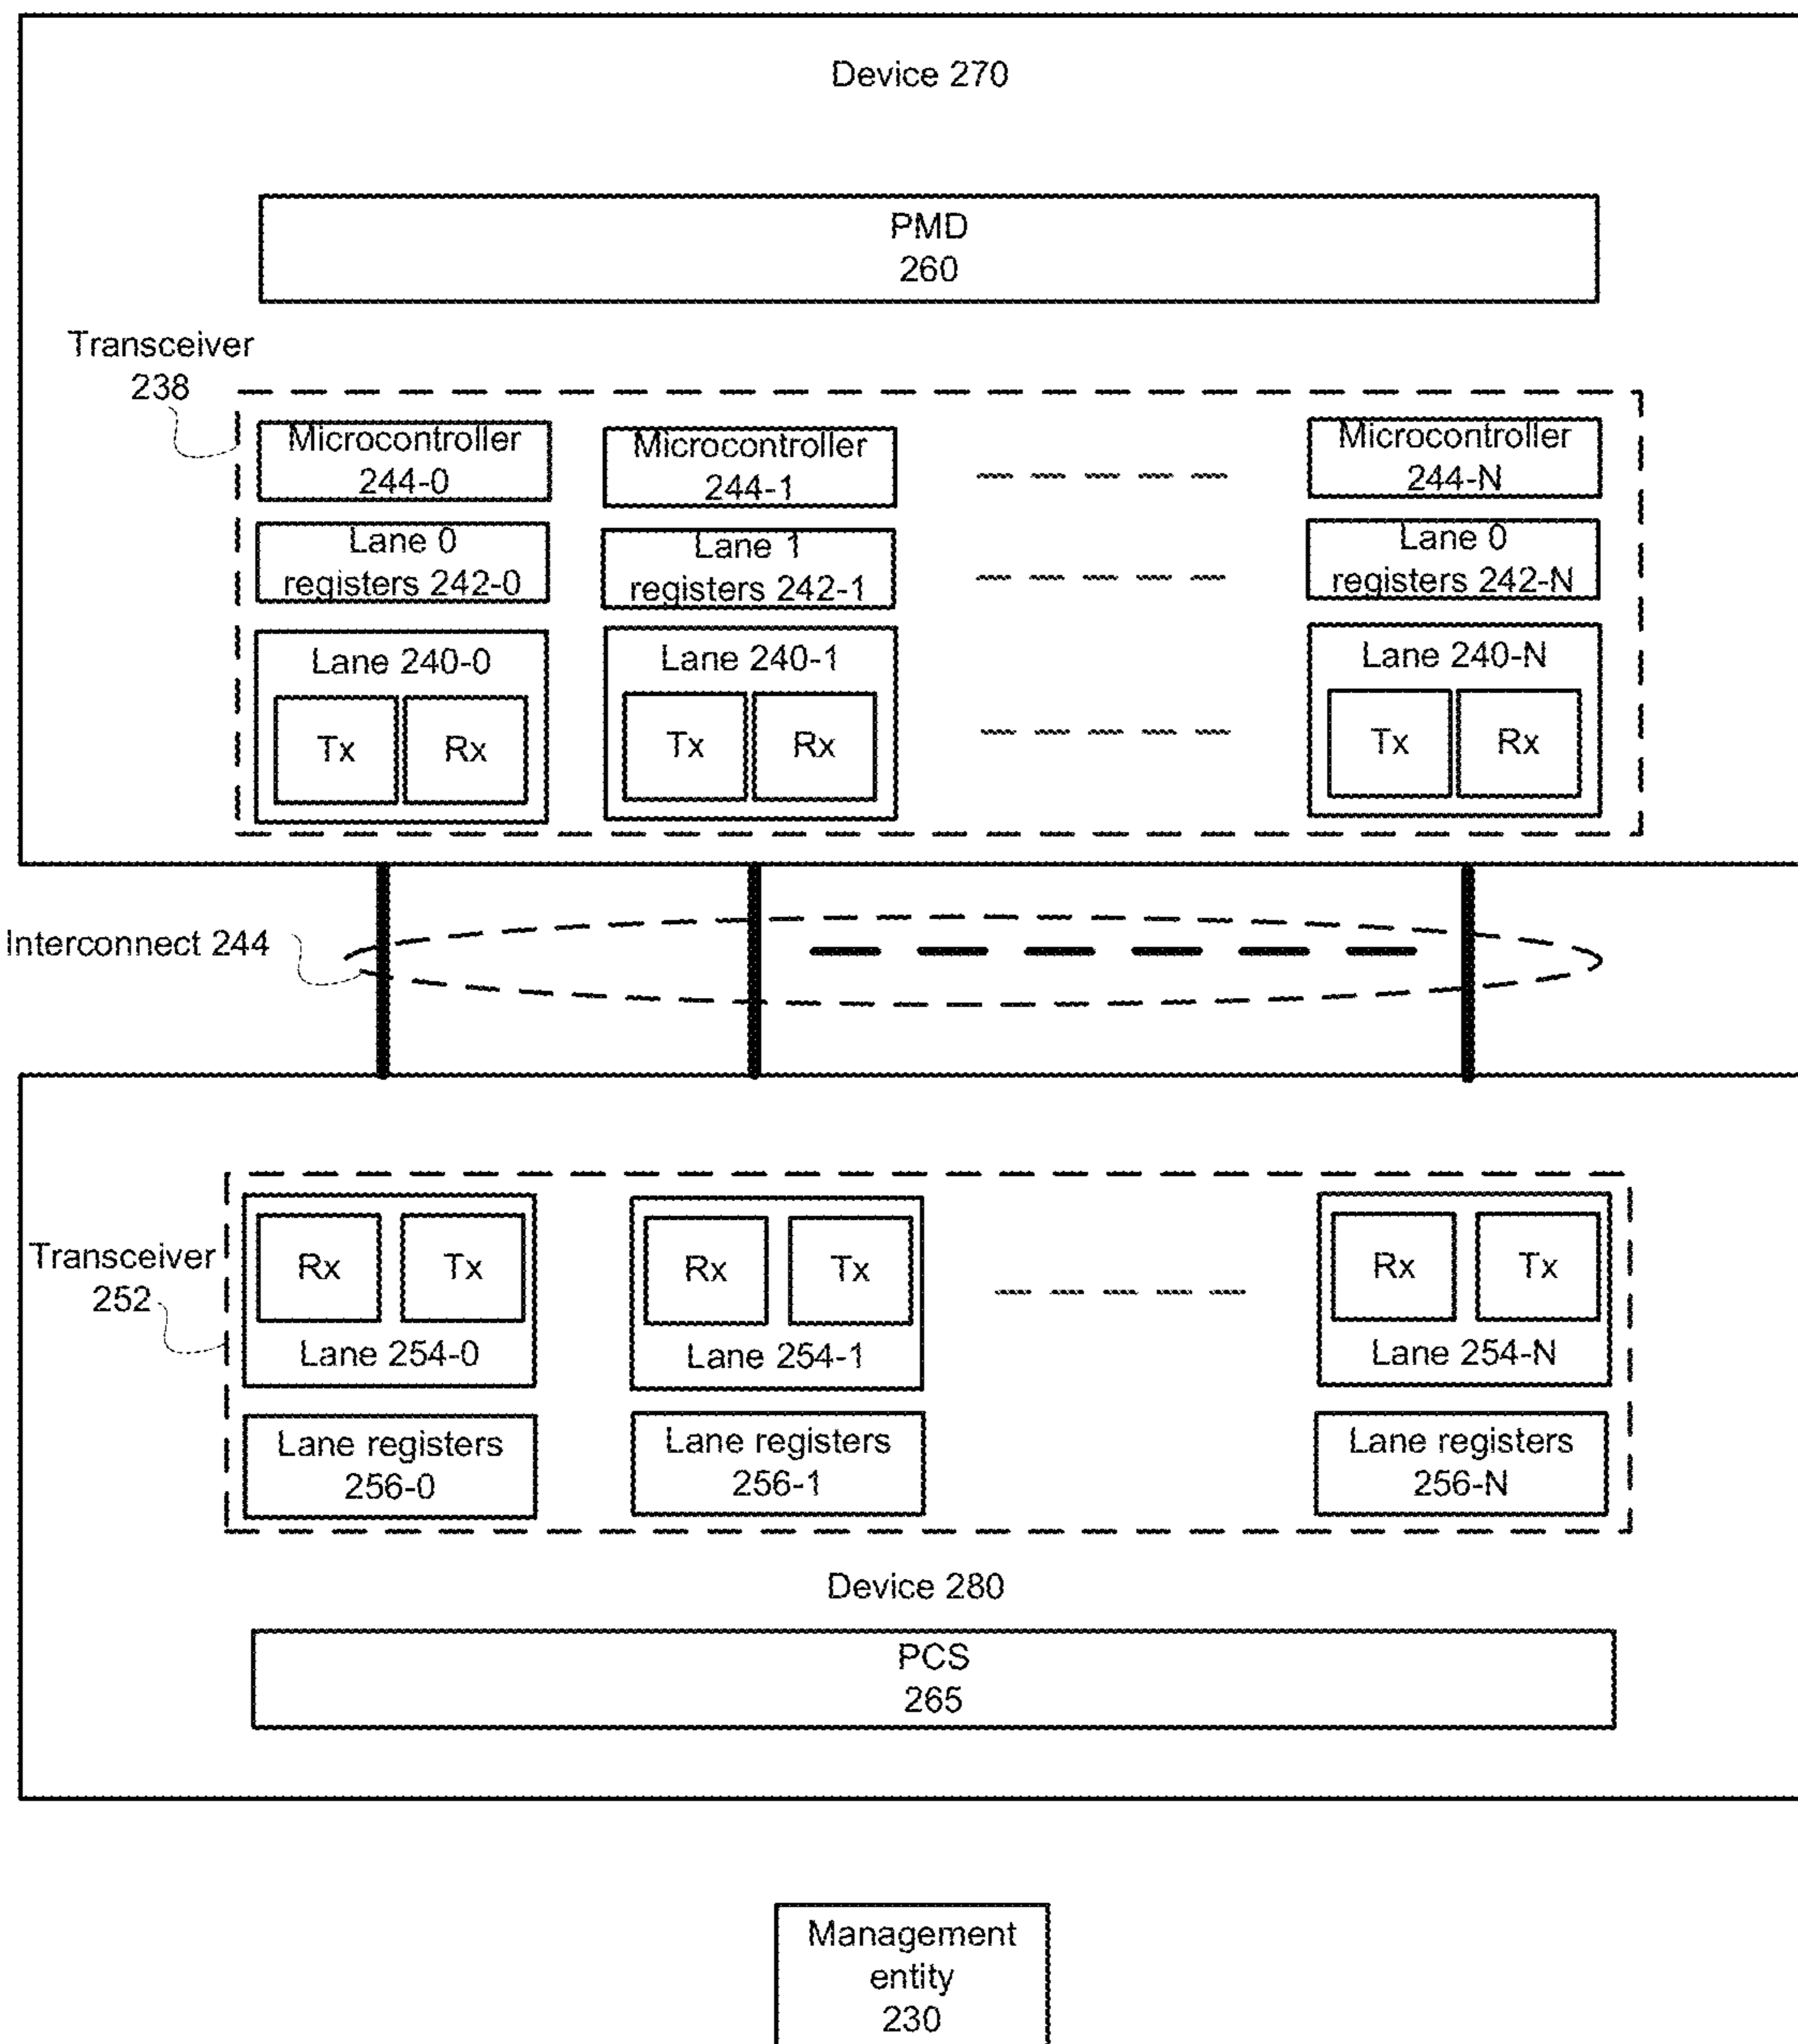 Device 270
PMD
260
Transceiver
238
Microcontroller
244-0
Microcontroller
244-1
Microcontroller
244-N
Lane 0
registers 242-0
Lane 1
registers 242-1
Lane 0
registers 242-N
Lane 240-0
Tx
Rx
Lane 240-1
Tx
Rx
Lane 240-N
Tx
Rx
Interconnect 244
Transceiver
252
Rx
Tx
Lane 254-0
Rx
Tx
Lane 254-1
Rx
Tx
Lane 254-N
Lane registers
256-0
Lane registers
256-1
Lane registers
256-N
Device 280
PCS
265
Management
entity
230